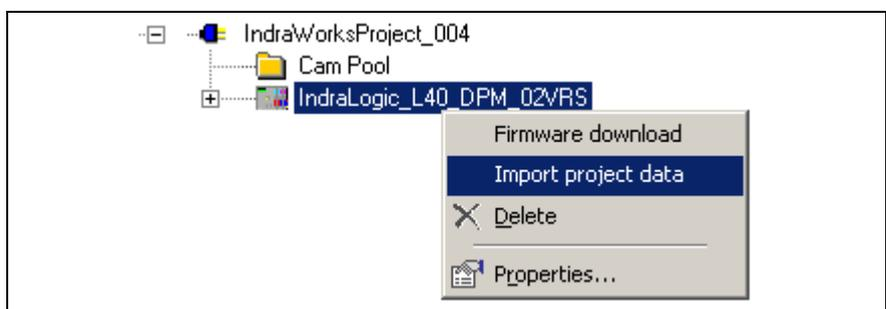 IndraWorksProject_004
Cam Pool
IndraLogic_L40_DPM_02VRS
Firmware download
Import project data
Delete
Properties...